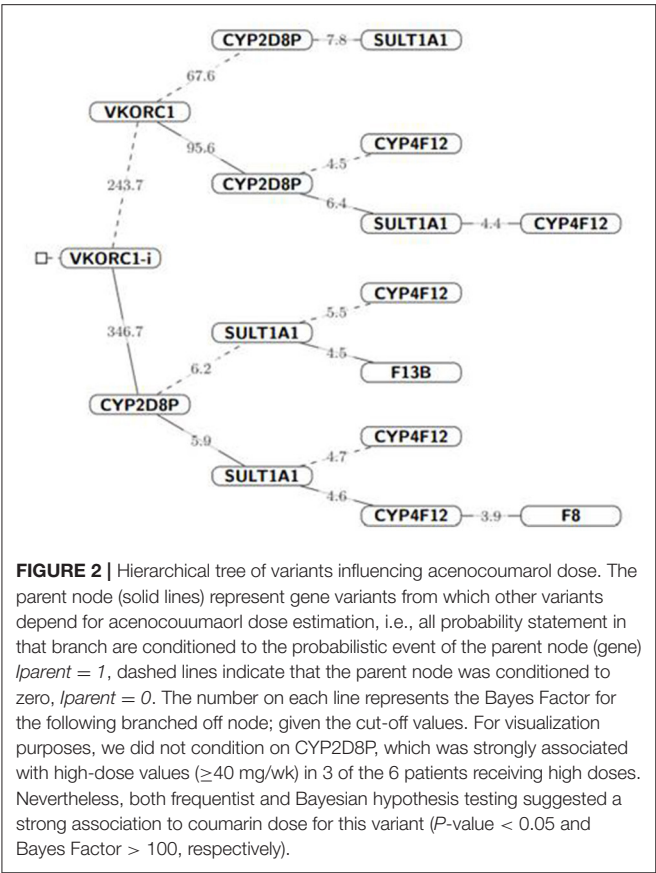 CYP2D8P 7.8 SULT1A1
67.6
VKORC1
95.6
CYP4F12
4.5
243.7
CYP2D8P
6.4
SULT1A1 4.4 CYP4F12
VKORC1-i
CYP4F12
5.5
346.7
SULT1A1
4.5
6.2
F13B
CYP2D8P
5.9
CYP4F12
4.7
SULT1A1
4.6
CYP4F12 3.9 F8
FIGURE 2 | Hierarchical tree of variants influencing acenocoumarol dose. The
parent node (solid lines) represent gene variants from which other variants
depend for acenocouumaorl dose estimation, i.e., all probability statement in
that branch are conditioned to the probabilistic event of the parent node (gene)
Iparent = 1, dashed lines indicate that the parent node was conditioned to
zero, Iparent = 0. The number on each line represents the Bayes Factor for
the following branched off node; given the cut-off values. For visualization
purposes, we did not condition on CYP2D8P, which was strongly associated
with high-dose values (≥40 mg/wk) in 3 of the 6 patients receiving high doses.
Nevertheless, both frequentist and Bayesian hypothesis testing suggested a
strong association to coumarin dose for this variant (P-value < 0.05 and
Bayes Factor > 100, respectively).